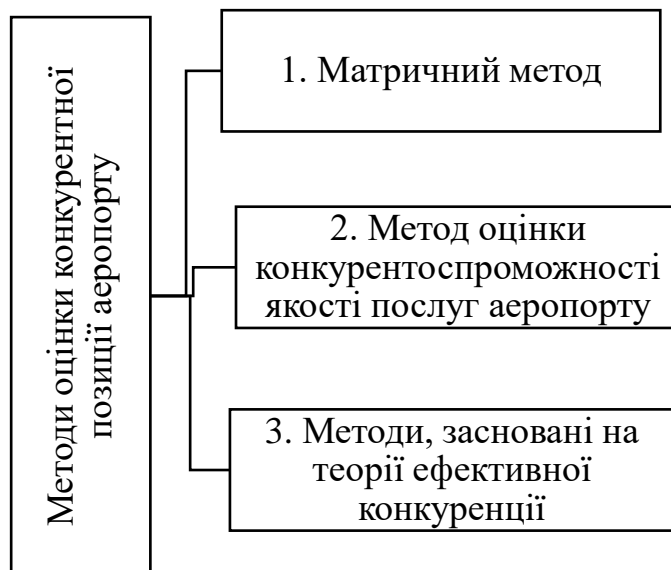 Методи оцінки конкурентної
позиції аеропорту
1. Матричний метод
2. Метод оцінки
конкурентоспроможності
якості послуг аеропорту
3. Методи, засновані на
теорії ефективної
конкуренції